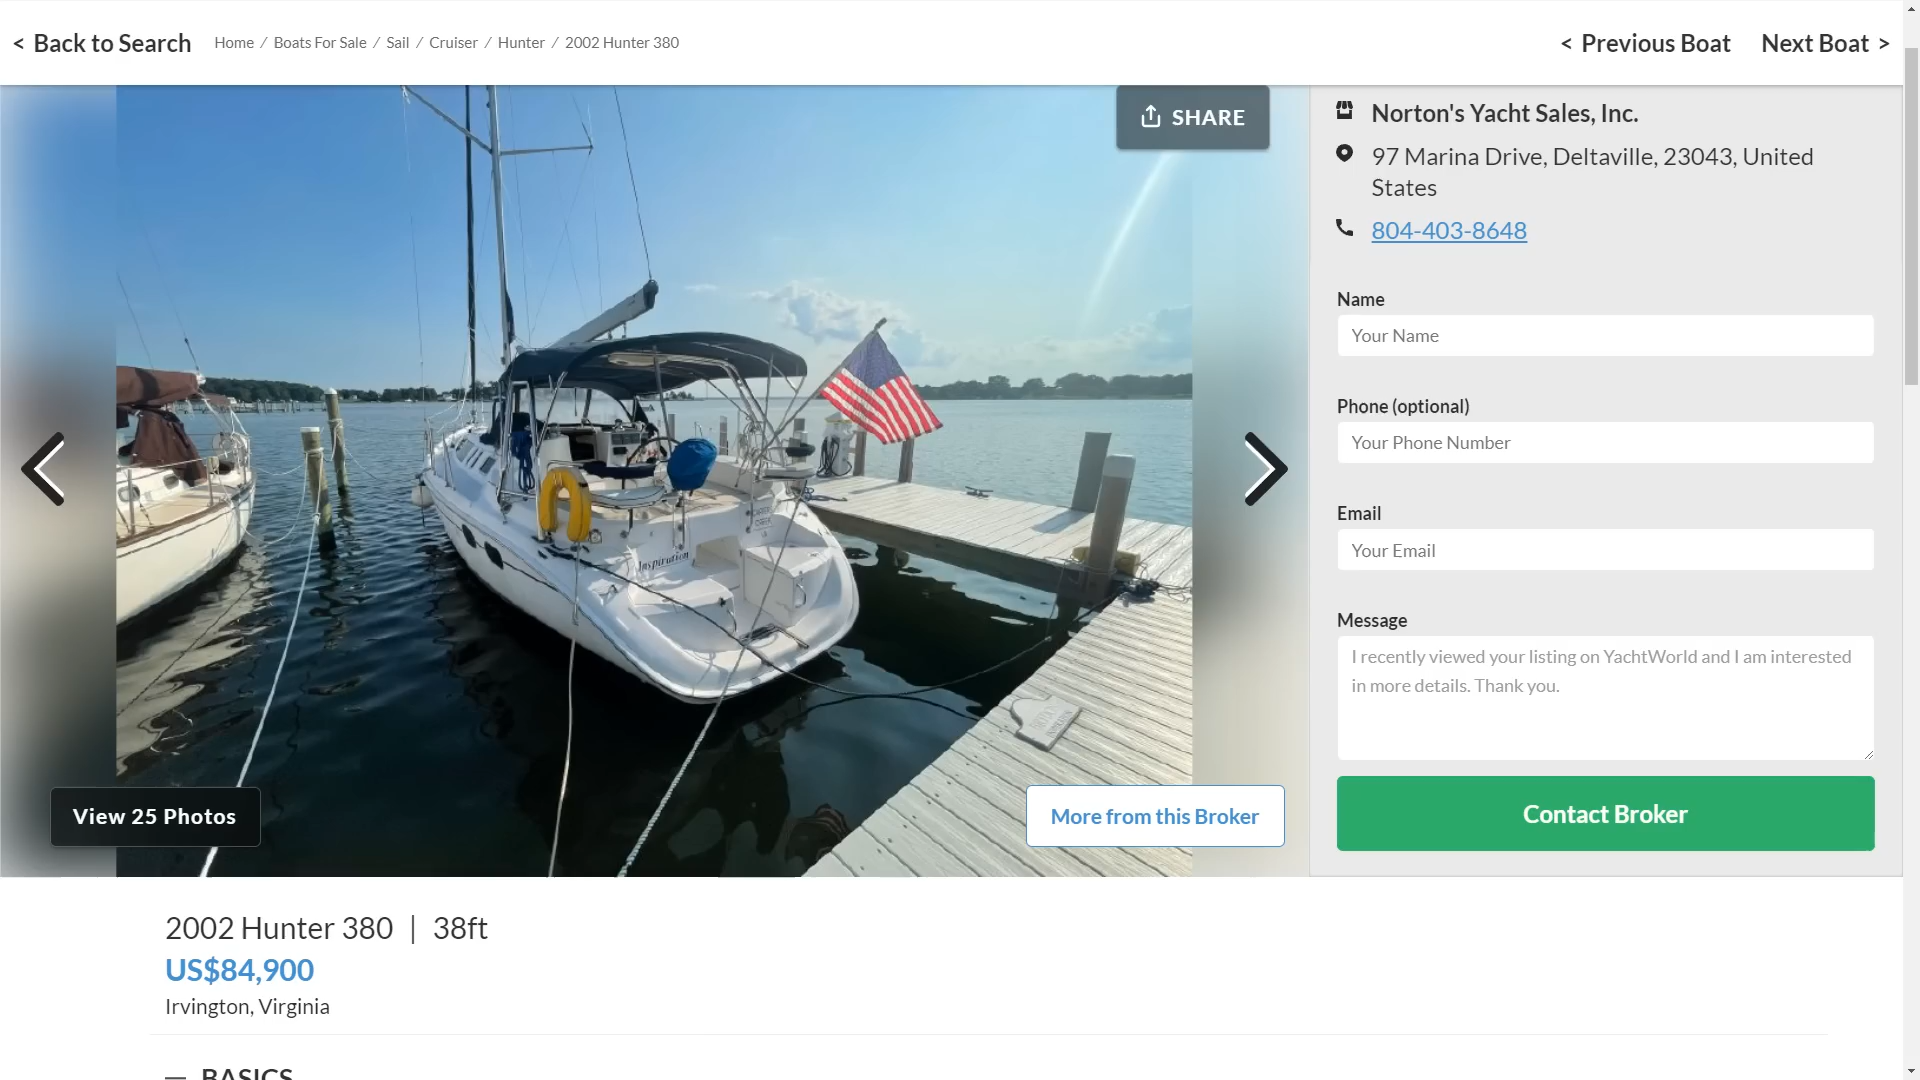 < Back to Search
Home / Boats For Sale / Sail / Cruiser / Hunter / 2002 Hunter 380
< Previous Boat
Next Boat >
SHARE
Inspiration
View 25 Photos
More from this Broker
Norton's Yacht Sales, Inc.
97 Marina Drive, Deltaville, 23043, United
States
804-403-8648
Name
Your Name
Phone (optional)
Your Phone Number
Email
Your Email
Message
I recently viewed your listing on YachtWorld and I am interested
in more details. Thank you.
Contact Broker
2002 Hunter 380 | 38ft
US$84,900
Irvington, Virginia
— BASICS